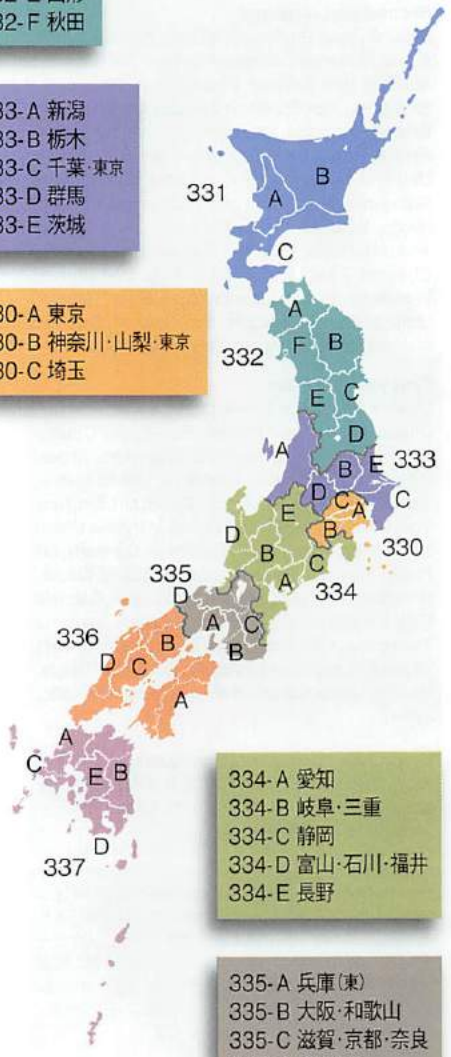 32-F 秋田
33-A 新潟
33-B 栃木
33-C 千葉・東京
33-D 群馬
33-E 茨城
30-A 東京
30-B 神奈川・山梨・東京
30-C 埼玉
331
A
B
C
332
A
F
B
E
C
D
333
A
B
E
D
C
330
C
A
B
334
D
E
B
C
A
335
D
A
C
B
336
D
C
B
A
337
A
C
E
B
D
334-A 愛知
334-B 岐阜・三重
334-C 静岡
334-D 富山・石川・福井
334-E 長野
335-A 兵庫(東)
335-B 大阪・和歌山
335-C 滋賀・京都・奈良